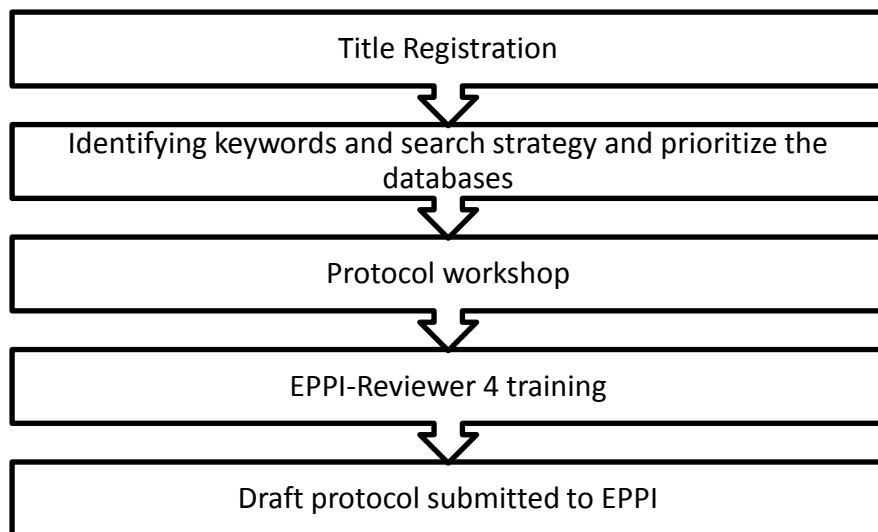 Title Registration
Identifying keywords and search strategy and prioritize the
databases
Protocol workshop
EPPI-Reviewer 4 training
Draft protocol submitted to EPPI